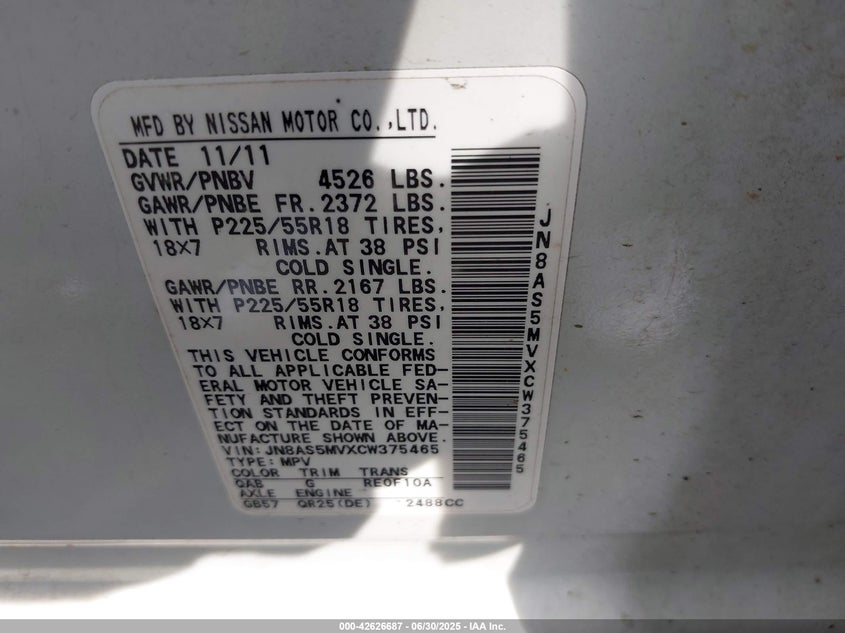 MFD BY NISSAN MOTOR CO.,LTD.
DATE 11/11
GVWR/PNBV 4526 LBS.
GAWR/PNBE FR.2372 LBS.
WITH P225/55R18 TIRES,
18X7 RIMS.AT 38 PSI
COLD SINGLE.
GAWR/PNBE RR.2167 LBS.
WITH P225/55R18 TIRES,
18X7 RIMS.AT 38 PSI
COLD SINGLE.
THIS VEHICLE CONFORMS
TO ALL APPLICABLE FED-
ERAL MOTOR VEHICLE SA-
FETY AND THEFT PREVEN-
TION STANDARDS IN EFF-
ECT ON THE DATE OF MA-
NUFACTURE SHOWN ABOVE.
VIN:JN8AS5MVXCW375465
TYPE:MPV
COLOR TRIM TRANS
QAB G RE0F10A
AXLE ENGINE
GB57 QR25(DE) 2488CC
JN8AS5MVXCW375465
000-42626687 - 06/30/2025 - IAA Inc.